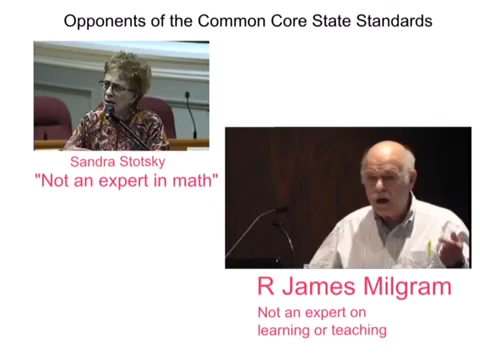 Opponents of the Common Core State Standards
Sandra Stotsky
"Not an expert in math"
R James Milgram
Not an expert on
learning or teaching